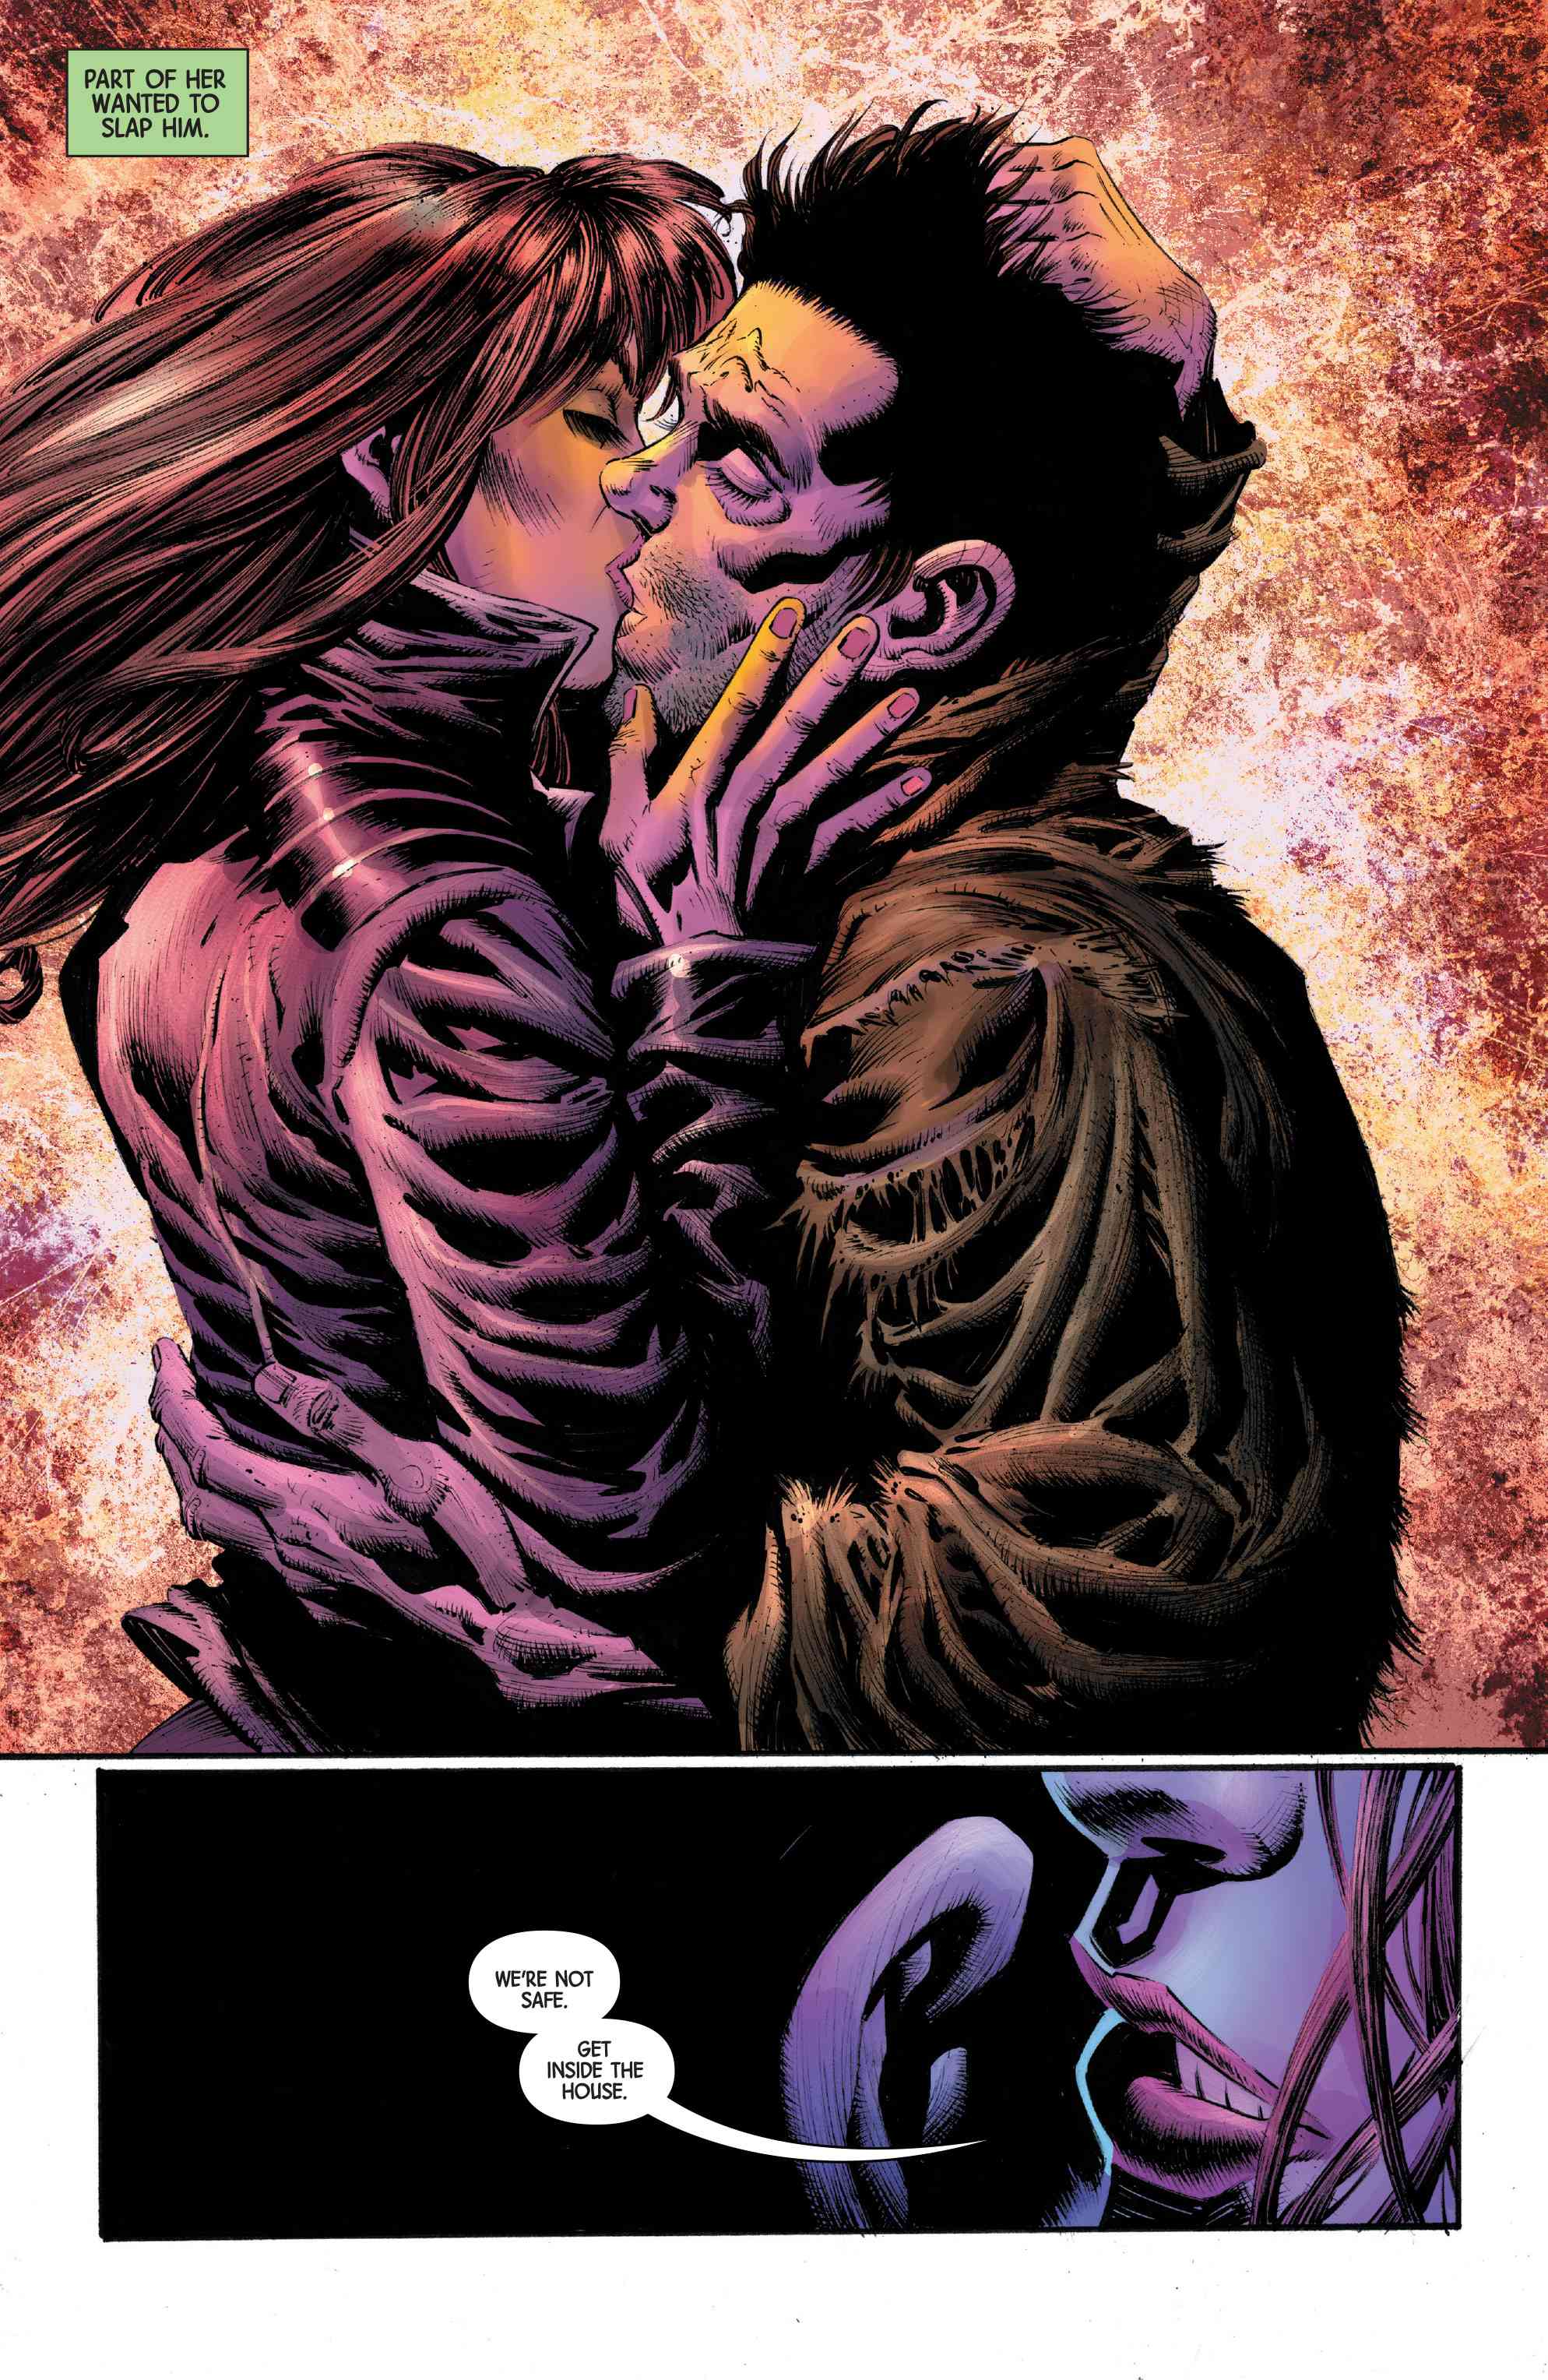 PART OF HER
WANTED TO
SLAP HIM.
WE'RE NOT
SAFE.
GET
INSIDE THE
HOUSE.